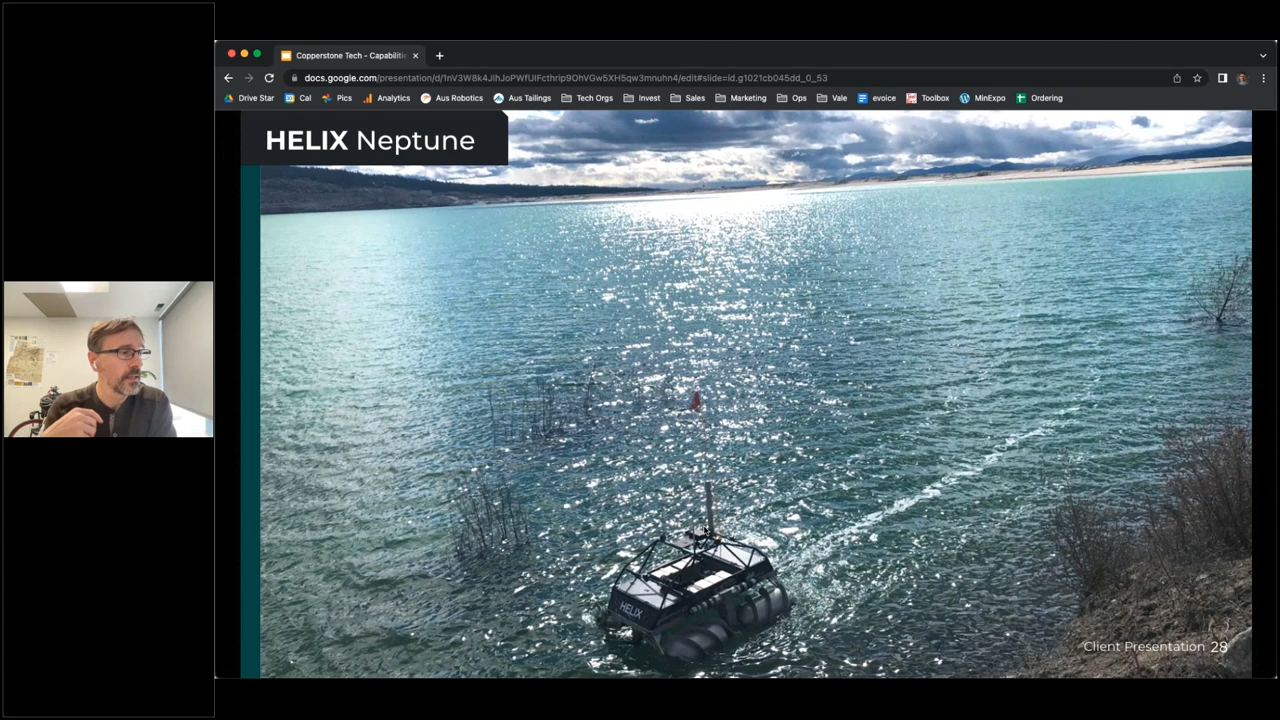 Copperstone Tech - Capabiliti
docs.google.com/presentation/d/1nV3W8k4JlhJoPWfUIFcthrip9OhVGw5XH5qw3mnuhn4/edit#slide=id.g1021cb045dd_0_53
Drive Star Cal Pics Analytics Aus Robotics Aus Tailings Tech Orgs Invest Sales Marketing Ops Vale evoice Toolbox MinExpo Ordering
HELIX Neptune
HELIX
Client Presentation 28